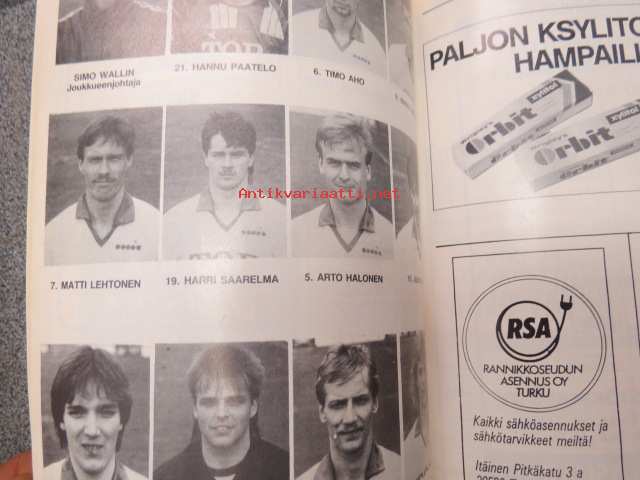 SIMO WALLIN
Joukkueenjohtaja
21. HANNU PAATELO
6. TIMO AHO
7. MATTI LEHTONEN
19. HARRI SAARELMA
5. ARTO HALONEN
Antikvariaatti.net
PALJON KSYLITO
HAMPAILL
xylitol
Orbit
xylitol
Orbit
RSA
RANNIKKOSEUDUN
ASENNUS OY
TURKU
Kaikki sähköasennukset ja
sähkötarvikkeet meiltä!
Itäinen Pitkäkatu 3 a